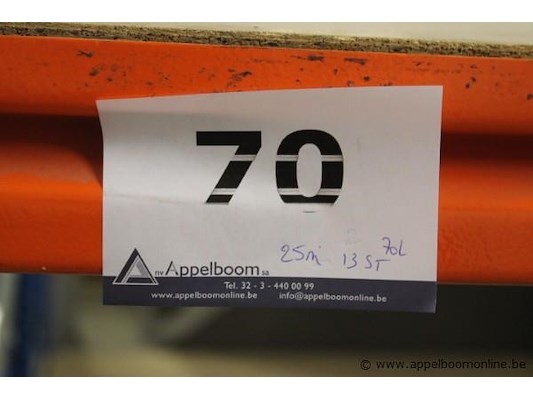 70
nv Appelboom sa
25m 13 ST 70L
Tel. 32 - 3 - 440 00 99
www.appelboomonline.be info@appelboomonline.be
© www.appelboomonline.be